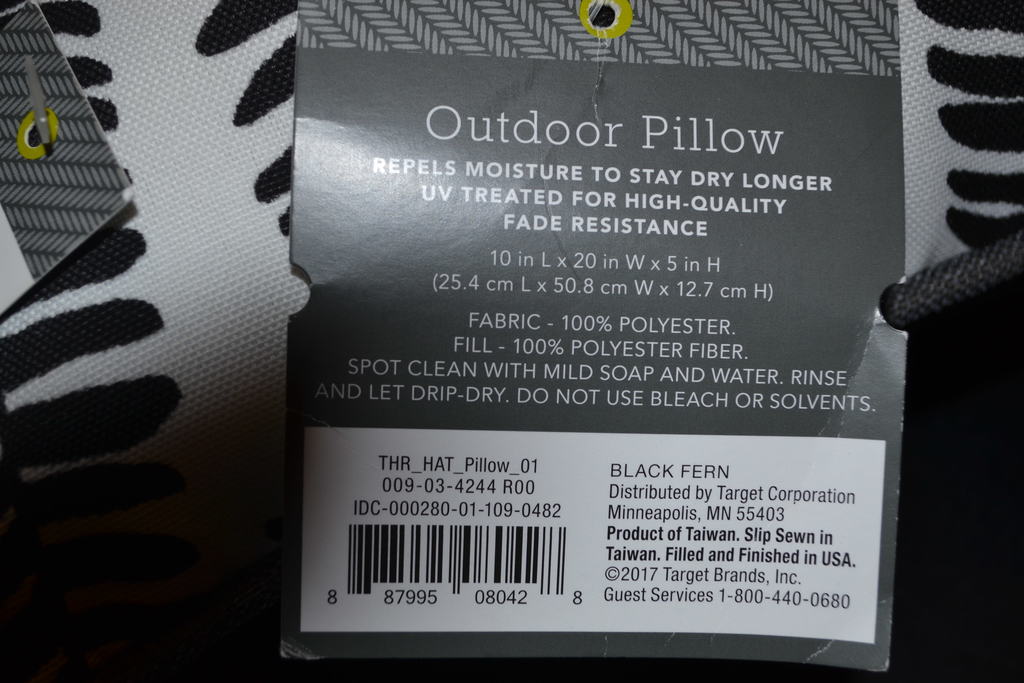 Outdoor Pillow
REPELS MOISTURE TO STAY DRY LONGER
UV TREATED FOR HIGH-QUALITY
FADE RESISTANCE
10 in L x 20 in W x 5 in H
(25.4 cm L x 50.8 cm W x 12.7 cm H)
FABRIC - 100% POLYESTER.
FILL - 100% POLYESTER FIBER.
SPOT CLEAN WITH MILD SOAP AND WATER. RINSE
AND LET DRIP-DRY. DO NOT USE BLEACH OR SOLVENTS.
THR_HAT_Pillow_01
009-03-4244 R00
IDC-000280-01-109-0482
8 87995 08042 8
BLACK FERN
Distributed by Target Corporation
Minneapolis, MN 55403
Product of Taiwan. Slip Sewn in
Taiwan. Filled and Finished in USA.
©2017 Target Brands, Inc.
Guest Services 1-800-440-0680